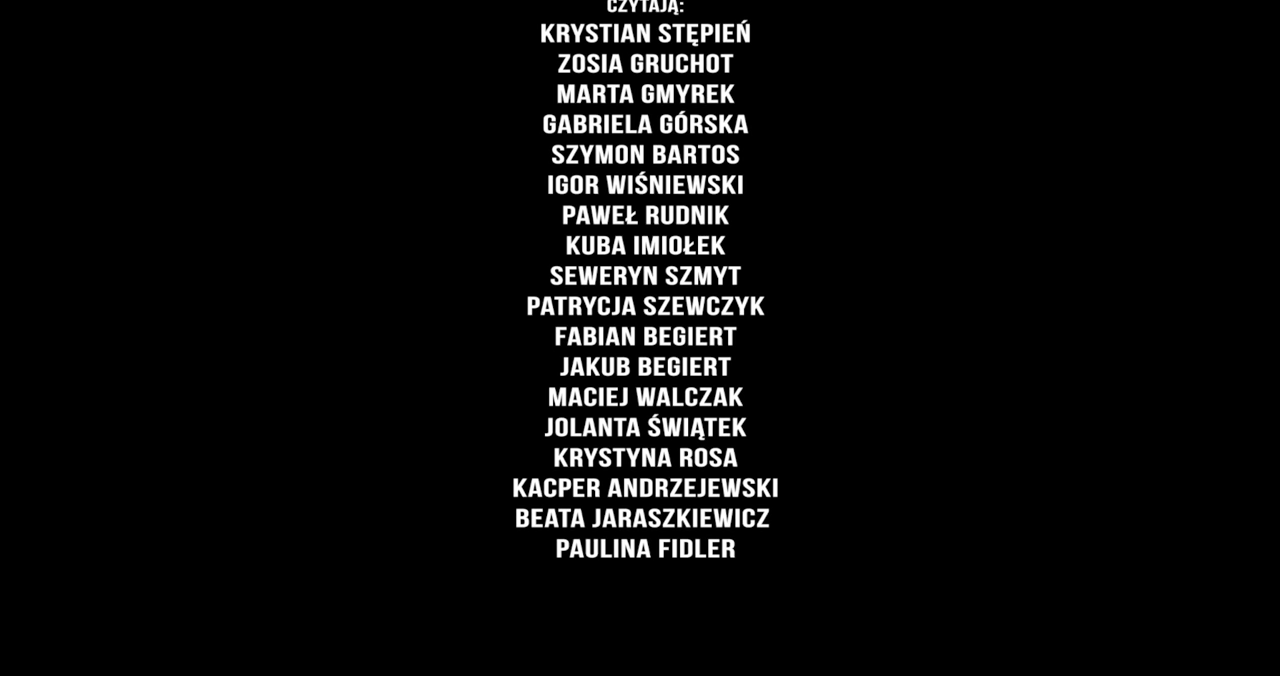 CZYTAJĄ:
KRYSTIAN STĘPIEŃ
ZOSIA GRUCHOT
MARTA GMYREK
GABRIELA GÓRSKA
SZYMON BARTOS
IGOR WIŚNIEWSKI
PAWEŁ RUDNIK
KUBA IMIOŁEK
SEWERYN SZMYT
PATRYCJA SZEWCZYK
FABIAN BEGIERT
JAKUB BEGIERT
MACIEJ WALCZAK
JOLANTA ŚWIĄTEK
KRYSTYNA ROSA
KACPER ANDRZEJEWSKI
BEATA JARASZKIEWICZ
PAULINA FIDLER